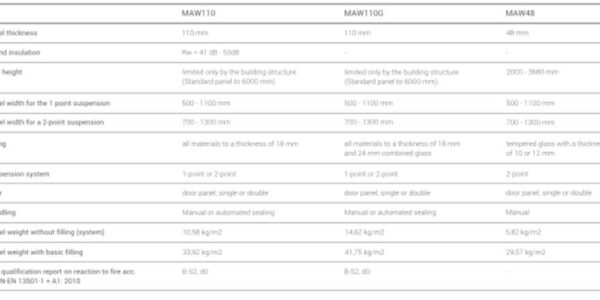 MAW110 MAW110G MAW48
el thickness 110 mm 110 mm 48 mm
nd insulation Rw = 41 dB - 53dB - -
height limited only by the building structure limited only by the building structure 2000 - 3680 mm
(Standard panel to 6000 mm) (Standard panel to 6000 mm)
el width for the 1 point suspension 500 - 1100 mm 500 - 1100 mm 500 - 1100 mm
el width for a 2-point suspension 700 - 1300 mm 700 - 1300 mm 700 - 1300 mm
ng all materials to a thickness of 18 mm all materials to a thickness of 18 mm tempered glass with a thickne
and 24 mm combined glass of 10 or 12 mm
pension system 1-point or 2-point 1-point or 2-point 2-point
r door panel, single or double door panel, single or double door panel, single or double
dling Manual or automated sealing Manual or automated sealing Manual
el weight without filling (system) 10,98 kg/m2 14,62 kg/m2 5,82 kg/m2
el weight with basic filling 33,92 kg/m2 41,75 kg/m2 29,57 kg/m2
qualification report on reaction to fire acc. B-S2, d0 B-S2, d0 -
N-EN 13501-1 + A1: 2010